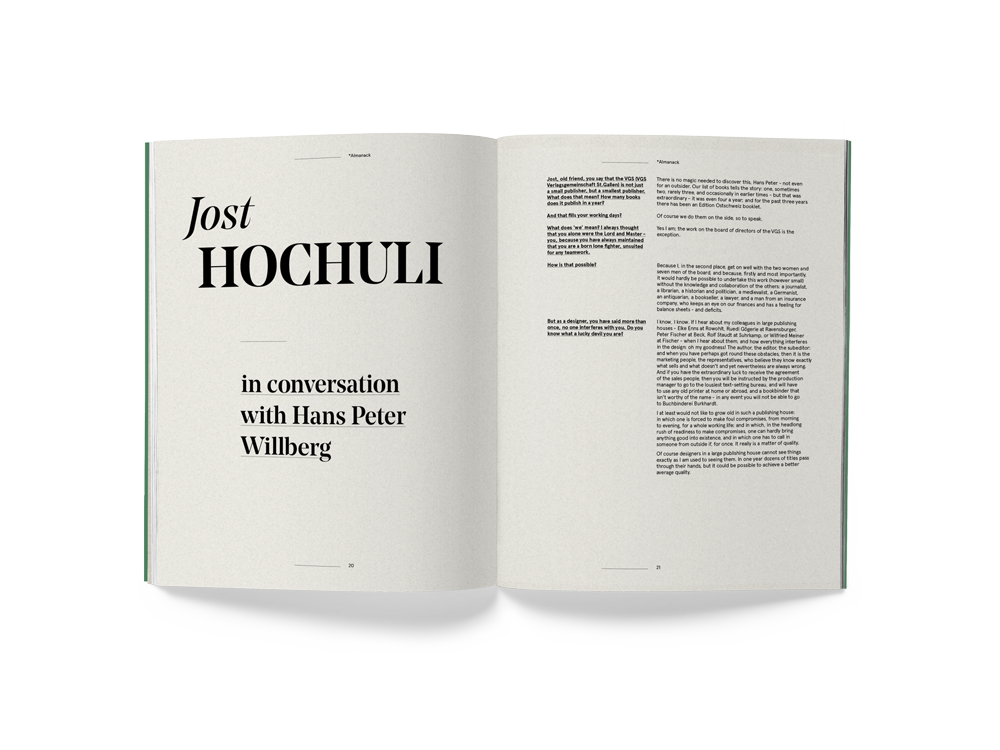 *Almanack
Jost
HOCHULI
in conversation
with Hans Peter
Willberg
20
*Almanack
Jost, old friend, you say that the VGS (VGS
Verlagsgemeinschaft St.Gallen) is not just
a small publisher, but a smallest publisher.
What does that mean? How many books
does it publish in a year?
And that fills your working days?
What does 'we' mean? I always thought
that you alone were the Lord and Master –
you, because you have always maintained
that you are a born lone fighter, unsuited
for any teamwork.
How is that possible?
But as a designer, you have said more than
once, no one interferes with you. Do you
know what a lucky devil you are?
There is no magic needed to discover this, Hans Peter – not even
for an outsider. Our list of books tells the story: one, sometimes
two, rarely three, and occasionally in earlier times – but that was
extraordinary – it was even four a year; and for the past three years
there has been an Edition Ostschweiz booklet.
Of course we do them on the side, so to speak.
Yes I am; the work on the board of directors of the VGS is the
exception.
Because I, in the second place, get on well with the two women and
seven men of the board, and because, firstly and most importantly,
it would hardly be possible to undertake this work (however small)
without the knowledge and collaboration of the others: a journalist,
a librarian, a historian and politician, a medievalist, a Germanist,
an antiquarian, a bookseller, a lawyer, and a man from an insurance
company, who keeps an eye on our finances and has a feeling for
balance sheets – and deficits.
I know, I know. If I hear about my colleagues in large publishing
houses – Elke Enns at Rowohlt, Ruedi Gögerle at Ravensburger,
Peter Fischer at Beck, Rolf Staudt at Suhrkamp, or Wilfried Meiner
at Fischer – when I hear about them, and how everything interferes
in the design: oh my goodness! The author, the editor, the subeditor;
and when you have perhaps got round these obstacles, then it is the
marketing people, the representatives, who believe they know exactly
what sells and what doesn't and yet nevertheless are always wrong.
And if you have the extraordinary luck to receive the agreement
of the sales people, then you will be instructed by the production
manager to go to the lousiest text-setting bureau, and will have
to use any old printer at home or abroad, and a bookbinder that
isn't worthy of the name – in any event you will not be able to go
to Buchbinderei Burkhardt.
I at least would not like to grow old in such a publishing house:
in which one is forced to make foul compromises, from morning
to evening, for a whole working life; and in which, in the headlong
rush of readiness to make compromises, one can hardly bring
anything good into existence, and in which one has to call in
someone from outside if, for once, it really is a matter of quality.
Of course designers in a large publishing house cannot see things
exactly as I am used to seeing them. In one year dozens of titles pass
through their hands, but it could be possible to achieve a better
average quality.
21